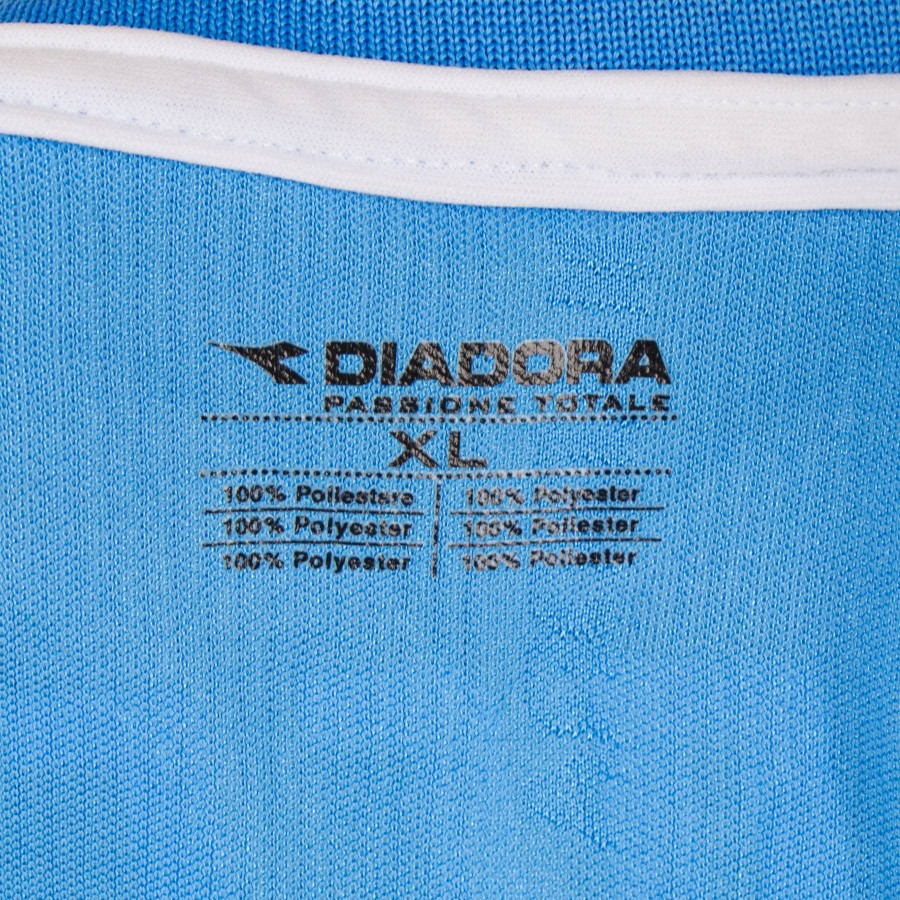 DIADORA
PASSIONE TOTALE
XL
100% Poliestere 100% Polyester
100% Polyester 100% Poliester
100% Polyester 100% Poliester